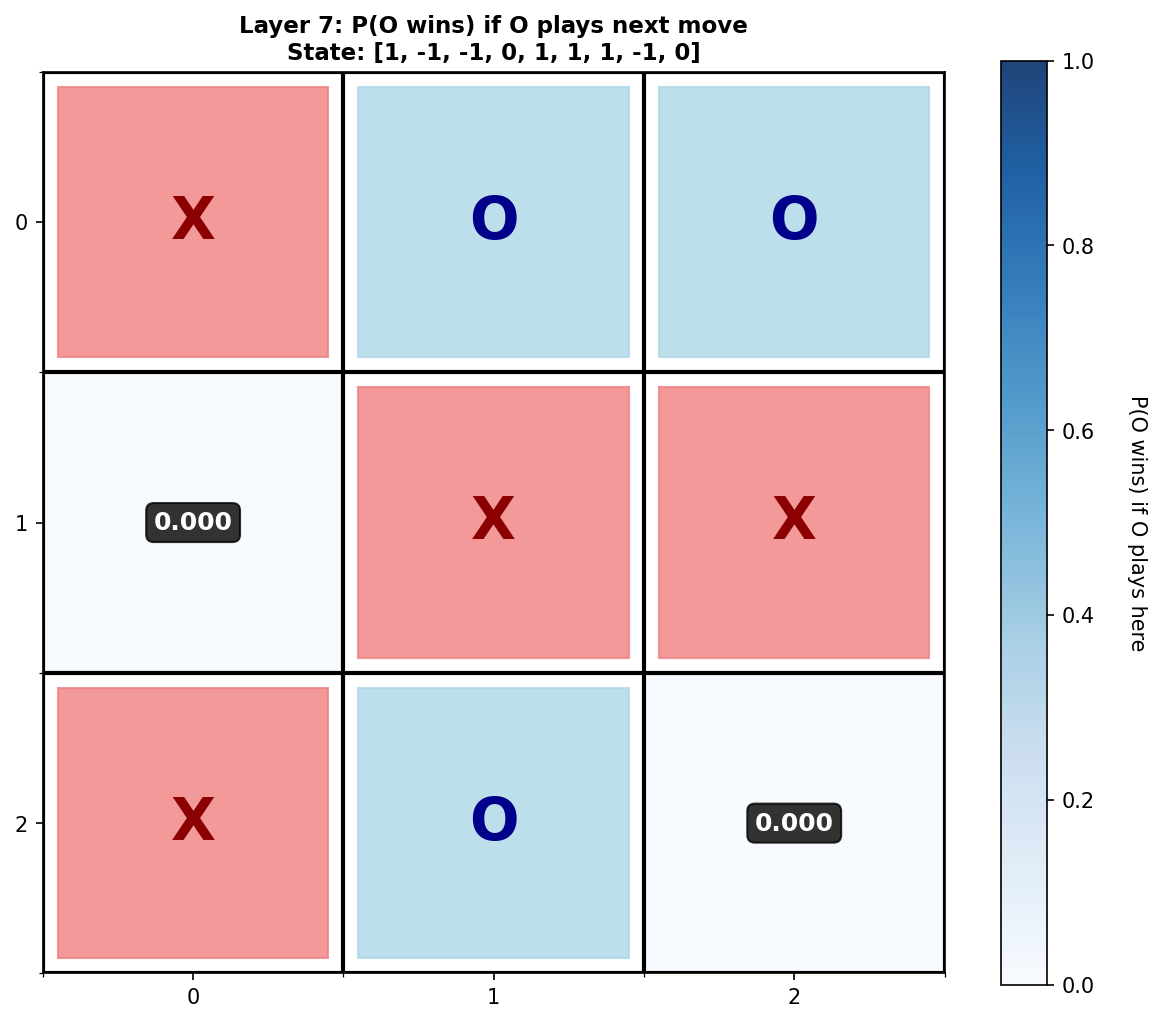 Layer 7: P(O wins) if O plays next move
State: [1, -1, -1, 0, 1, 1, 1, -1, 0]
X
O
O
0
0.000
X
X
1
X
O
0.000
2
0
1
2
1.0
0.8
0.6
0.4
0.2
0.0
P(O wins) if O plays here